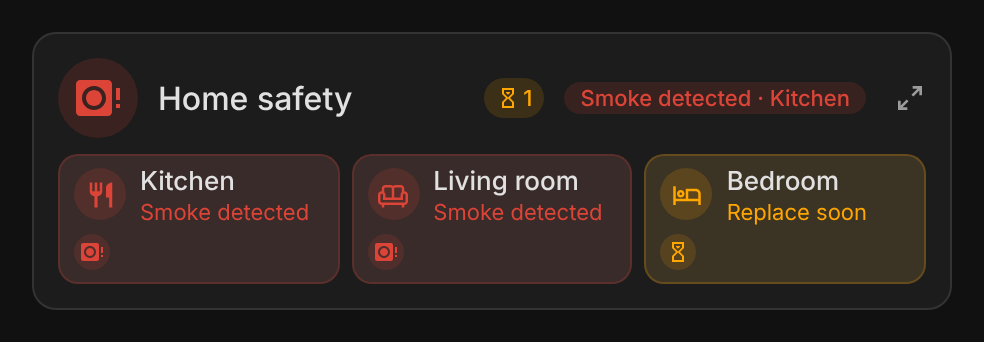 Home safety
1
Smoke detected · Kitchen
Kitchen
Smoke detected
Living room
Smoke detected
Bedroom
Replace soon